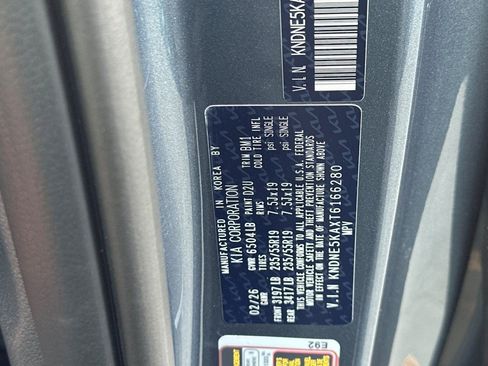 V.I.N. KNDNE5KA
MANUFACTURED IN KOREA BY
KIA CORPORATION
02/26 GVWR 6504LB PAINT D2U TRIM BM1
GAWR TIRES RIMS COLD TIRE INFL
FRONT 3197LB 235/55R19 7.5Jx19 psi SINGLE
REAR 3417LB 235/55R19 7.5Jx19 psi SINGLE
THIS VEHICLE CONFORMS TO ALL APPLICABLE U.S.A. FEDERAL
MOTOR VEHICLE SAFETY AND THEFT PREVENTION STANDARDS
IN EFFECT ON THE DATE OF MANUFACTURE SHOWN ABOVE.
V.I.N KNDNE5KAXT6166280
MPV
E92